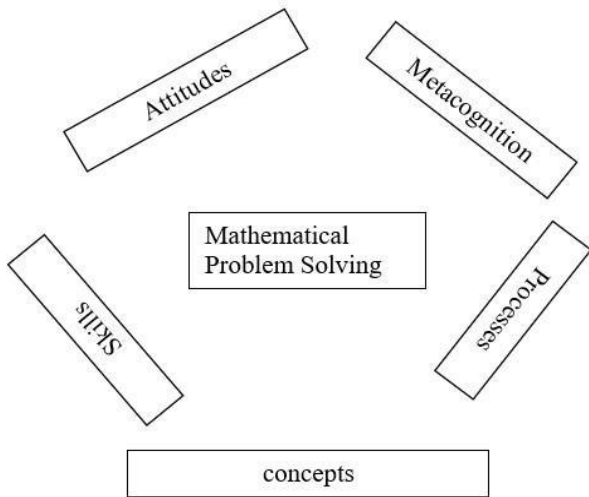 Attitudes
Metacognition
Mathematical
Problem Solving
Skills
Processes
concepts